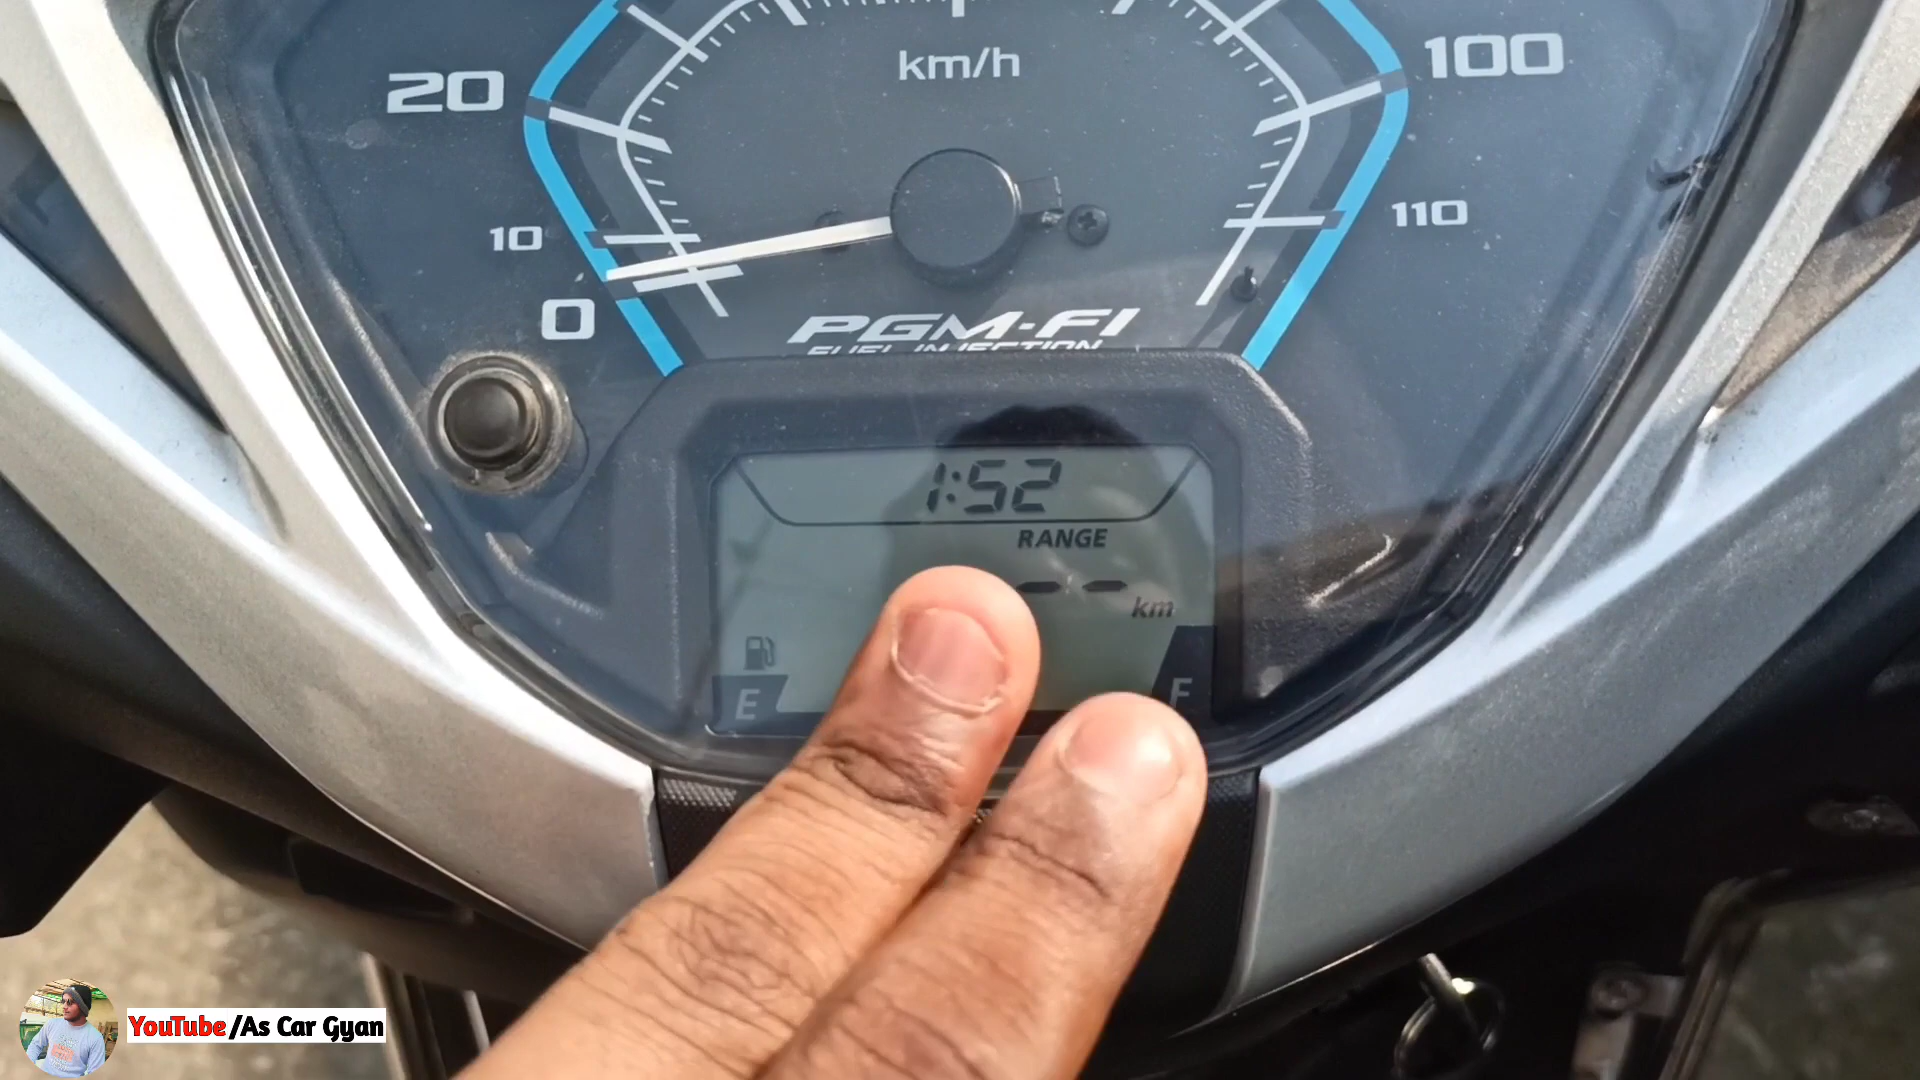 km/h
20
100
10
110
0
PGM-FI
FUEL INJECTION
1:52
RANGE
--
km
E
F
YouTube/As Car Gyan